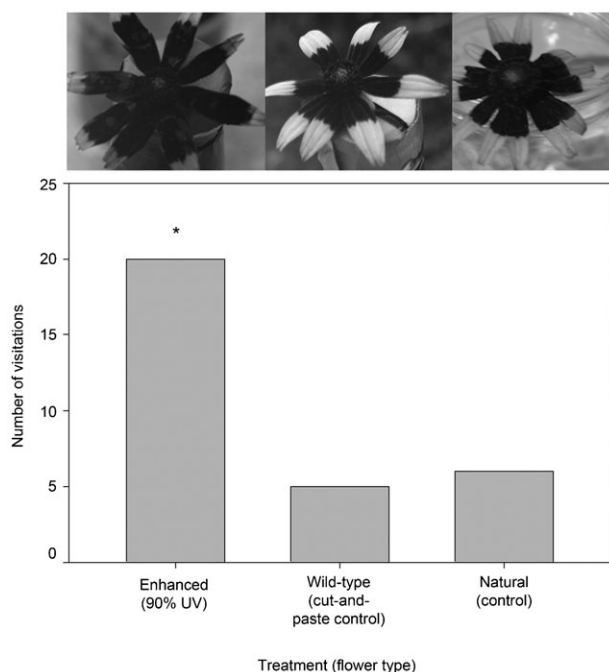 25
*
20
15
10
5
0
Number of visitations
Enhanced
(90% UV)
Wild-type
(cut-and-
paste control)
Natural
(control)
Treatment (flower type)